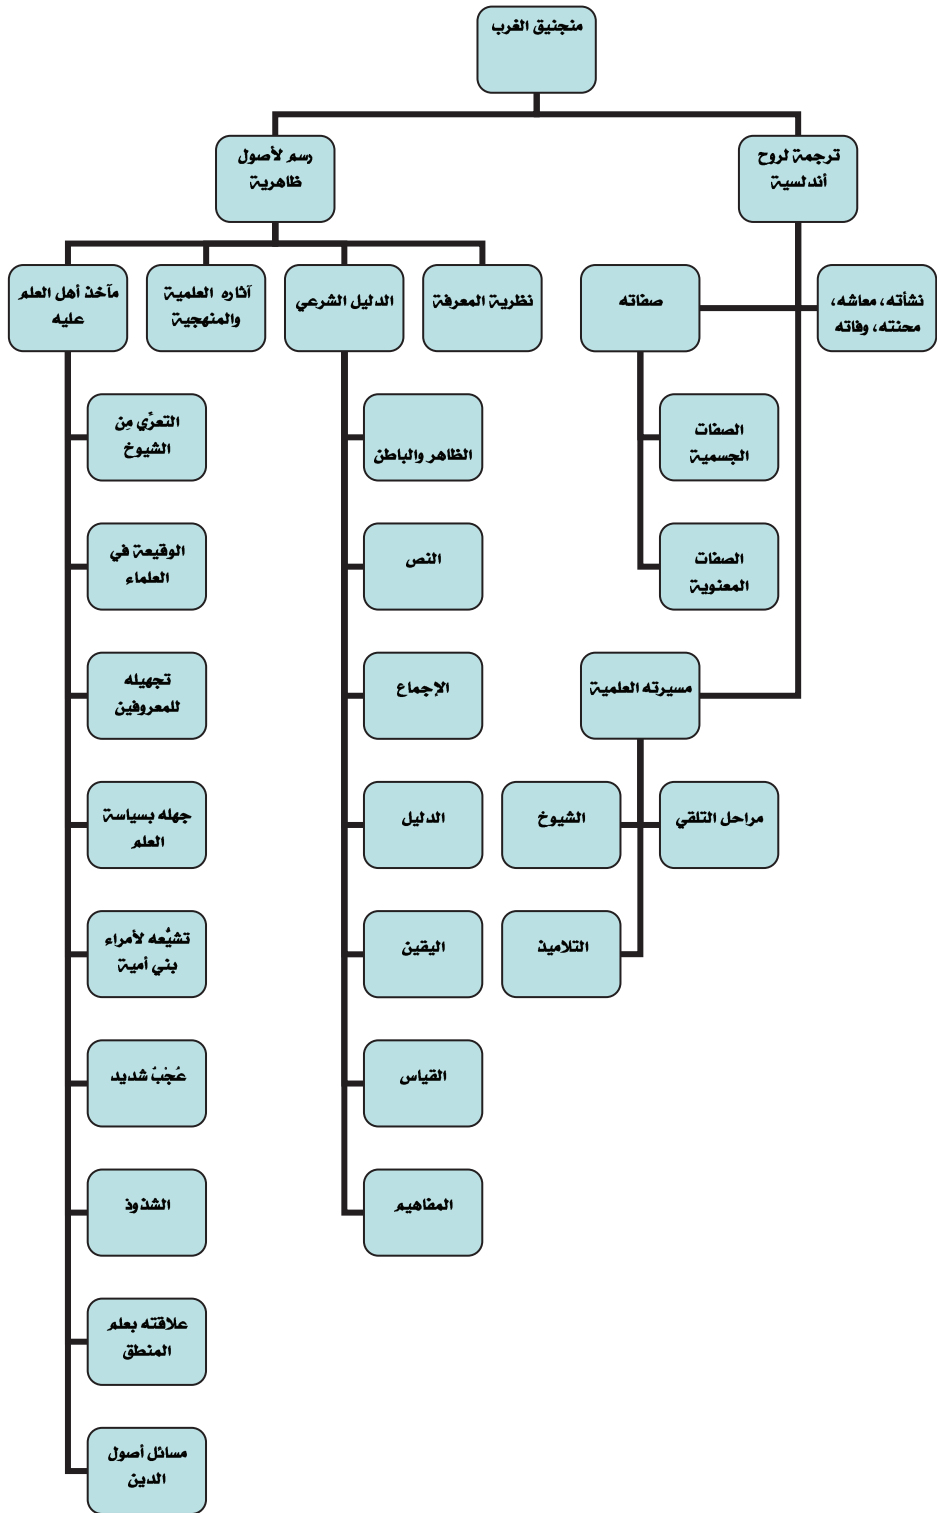 منجنيق الغرب
ترجمة لروح
أندلسية
رسم لأصول
ظاهرية
نشأته، معاشه،
محنته، وفاته
صفاته
الصفات
الجسمية
الصفات
المعنوية
مسيرته العلمية
مراحل التلقي
الشيوخ
التلاميذ
نظرية المعرفة
الدليل الشرعي
الظاهر والباطن
النص
الإجماع
الدليل
اليقين
القياس
المفاهيم
آثاره العلمية
والمنهجية
مآخذ أهل العلم
عليه
التعرِّي مِن
الشيوخ
الوقيعة في
العلماء
تجهيله
للمعروفين
جهله بسياسة
العلم
تشيُّعه لأمراء
بني أمية
عُجْبٌ شديد
الشذوذ
علاقته بعلم
المنطق
مسائل أصول
الدين